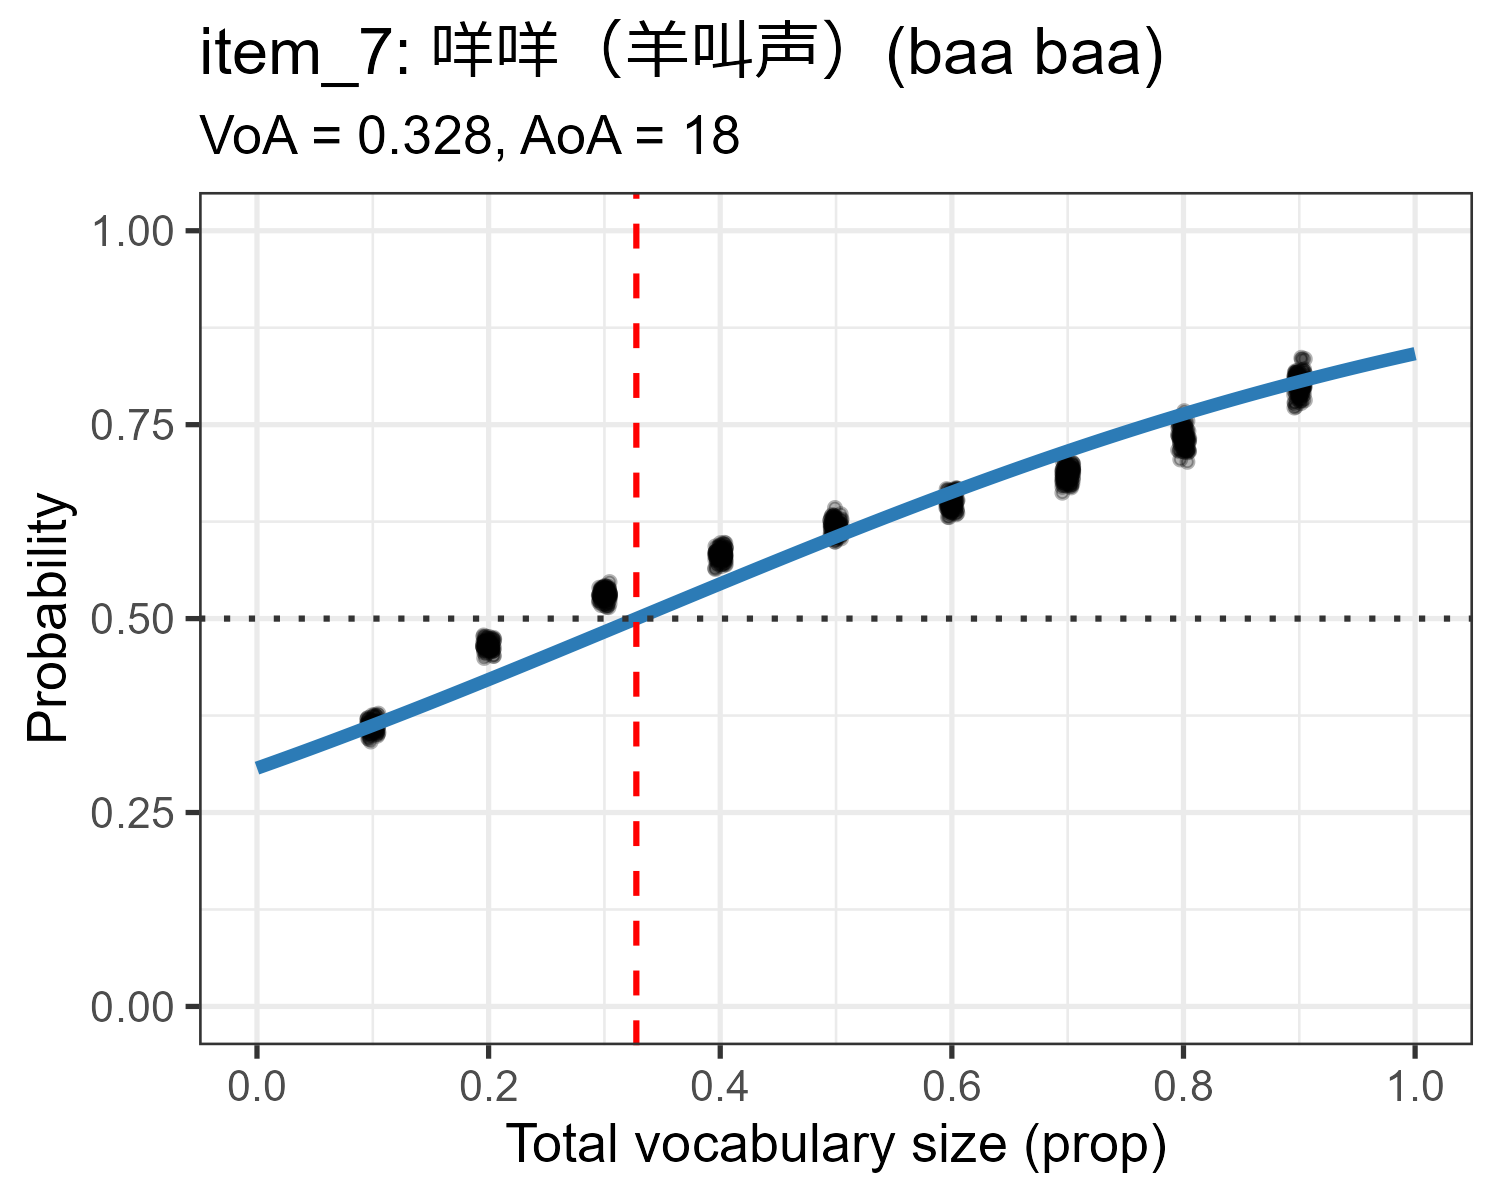 item_7: 咩咩（羊叫声）(baa baa)
VoA = 0.328, AoA = 18
1.00
0.75
0.50
0.25
0.00
Probability
0.0 0.2 0.4 0.6 0.8 1.0
Total vocabulary size (prop)